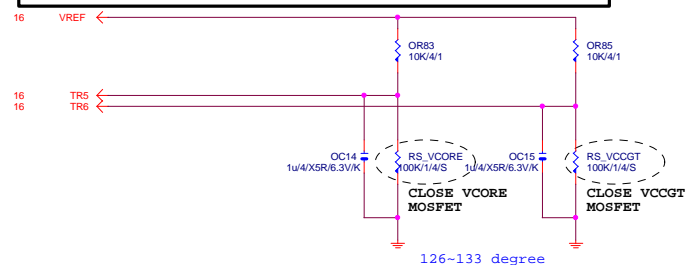 16 VREF
OR83
10K/4/1
OR85
10K/4/1
16 TR5
16 TR6
OC14
1u/4/X5R/6.3V/K
RS_VCORE
100K/1/4/S
CLOSE VCORE
MOSFET
OC15
1u/4/X5R/6.3V/K
RS_VCCGT
100K/1/4/S
CLOSE VCCGT
MOSFET
126~133 degree